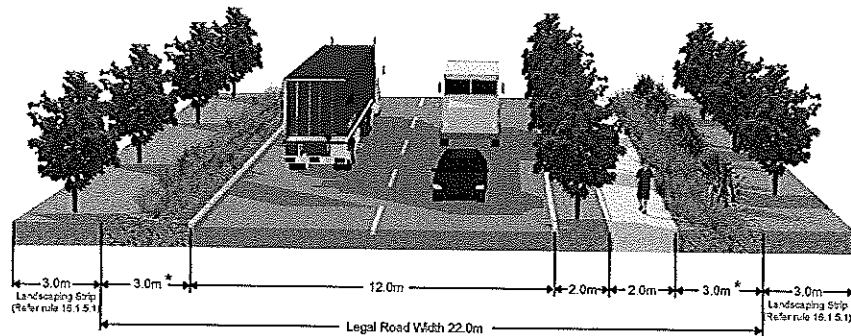 3.0m
3.0m *
12.0m
2.0m
2.0m
3.0m *
3.0m
Landscaping Strip
(Refer rule 16.1.5.1)
Landscaping Strip
(Refer rule 16.1.5.1)
Legal Road Width 22.0m